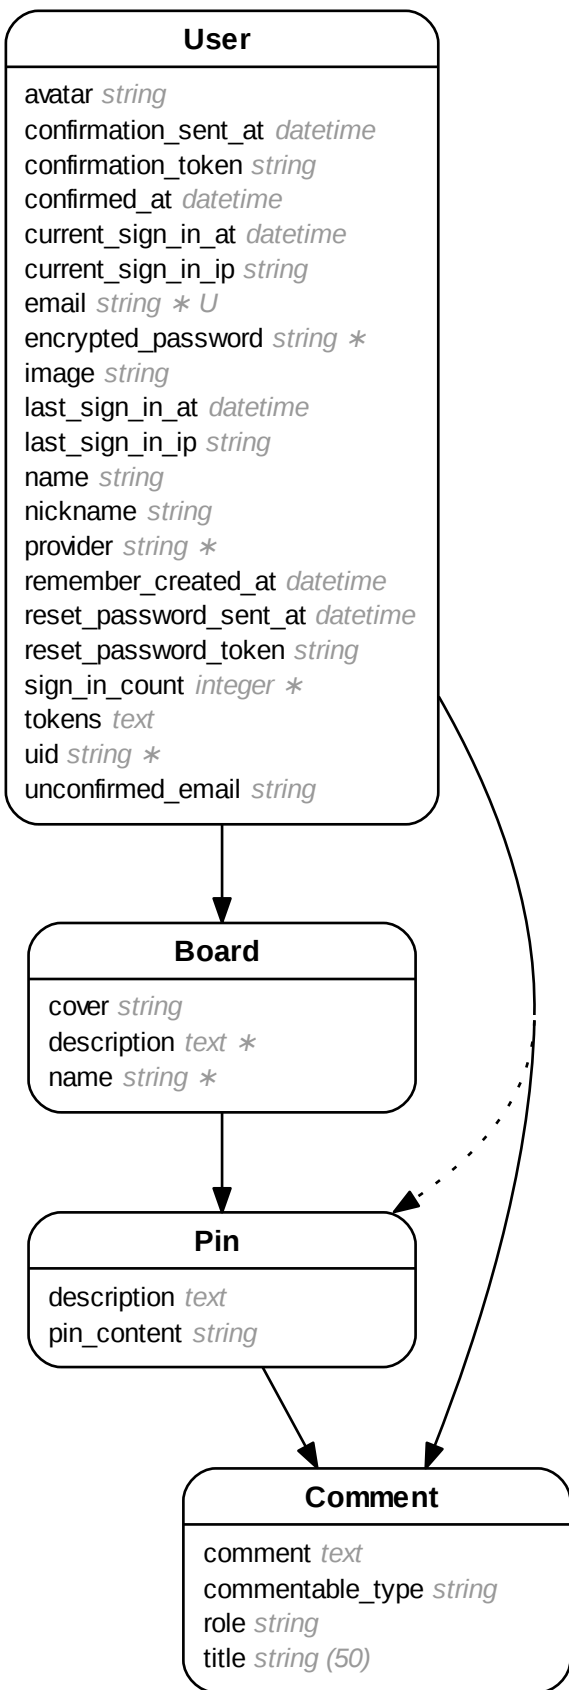 User
avatar string
confirmation_sent_at datetime
confirmation_token string
confirmed_at datetime
current_sign_in_at datetime
current_sign_in_ip string
email string ∗ U
encrypted_password string ∗
image string
last_sign_in_at datetime
last_sign_in_ip string
name string
nickname string
provider string ∗
remember_created_at datetime
reset_password_sent_at datetime
reset_password_token string
sign_in_count integer ∗
tokens text
uid string ∗
unconfirmed_email string
Board
cover string
description text ∗
name string ∗
Pin
description text
pin_content string
Comment
comment text
commentable_type string
role string
title string (50)